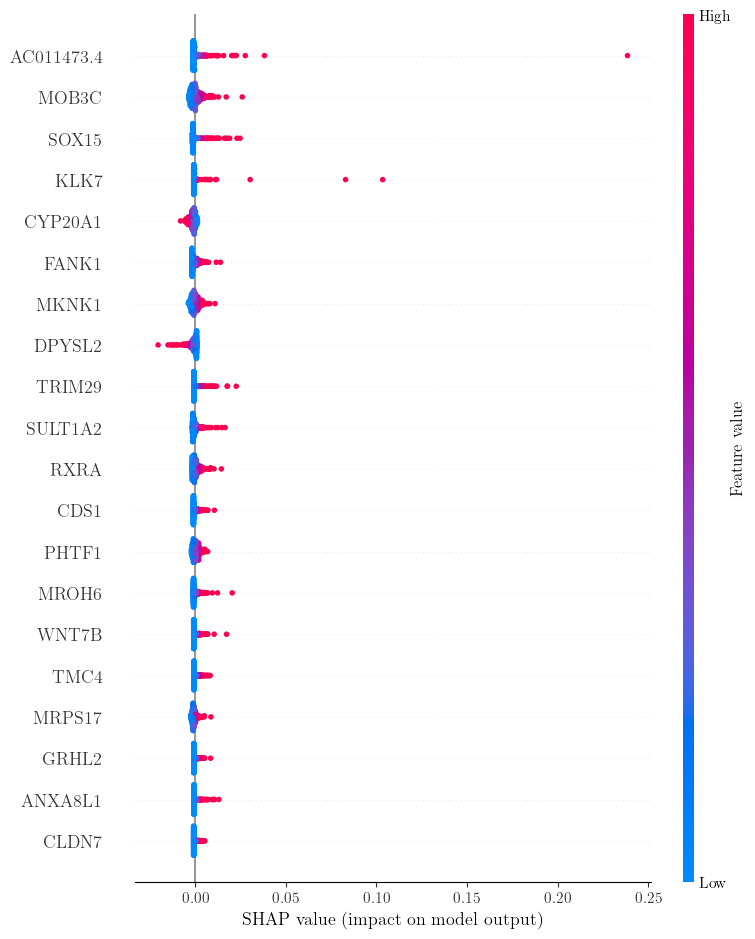 High
AC011473.4
MOB3C
SOX15
KLK7
CYP20A1
FANK1
MKNK1
DPYSL2
TRIM29
SULT1A2
RXRA
CDS1
PHTF1
MROH6
WNT7B
TMC4
MRPS17
GRHL2
ANXA8L1
CLDN7
Feature value
Low
0.00 0.05 0.10 0.15 0.20 0.25
SHAP value (impact on model output)